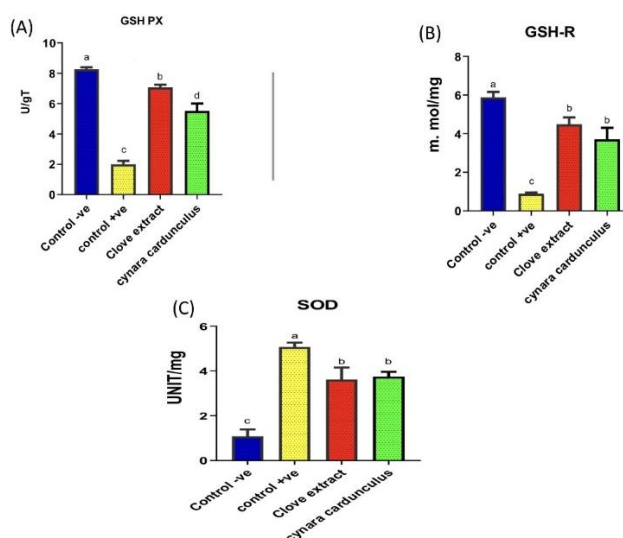 (A)
GSH PX
U/gT
10
8
6
4
2
0
a
c
b
d
Control -ve
control +ve
Clove extract
cynara cardunculus
(B)
GSH-R
m. mol/mg
8
6
4
2
0
a
c
b
b
Control -ve
control +ve
Clove extract
cynara cardunculus
(C)
SOD
UNIT/mg
6
4
2
0
c
a
b
b
Control -ve
control +ve
Clove extract
cynara cardunculus